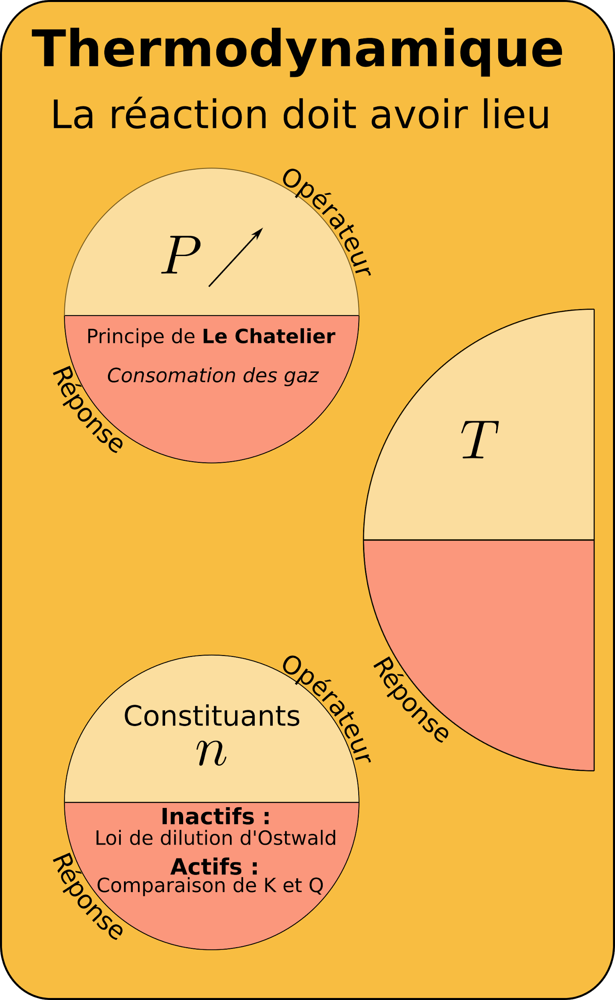 Thermodynamique
La réaction doit avoir lieu
Opérateur
P
Principe de Le Chatelier
Consomation des gaz
Réponse
T
Réponse
Opérateur
Constituants
n
Inactifs :
Loi de dilution d'Ostwald
Actifs :
Comparaison de K et Q
Réponse